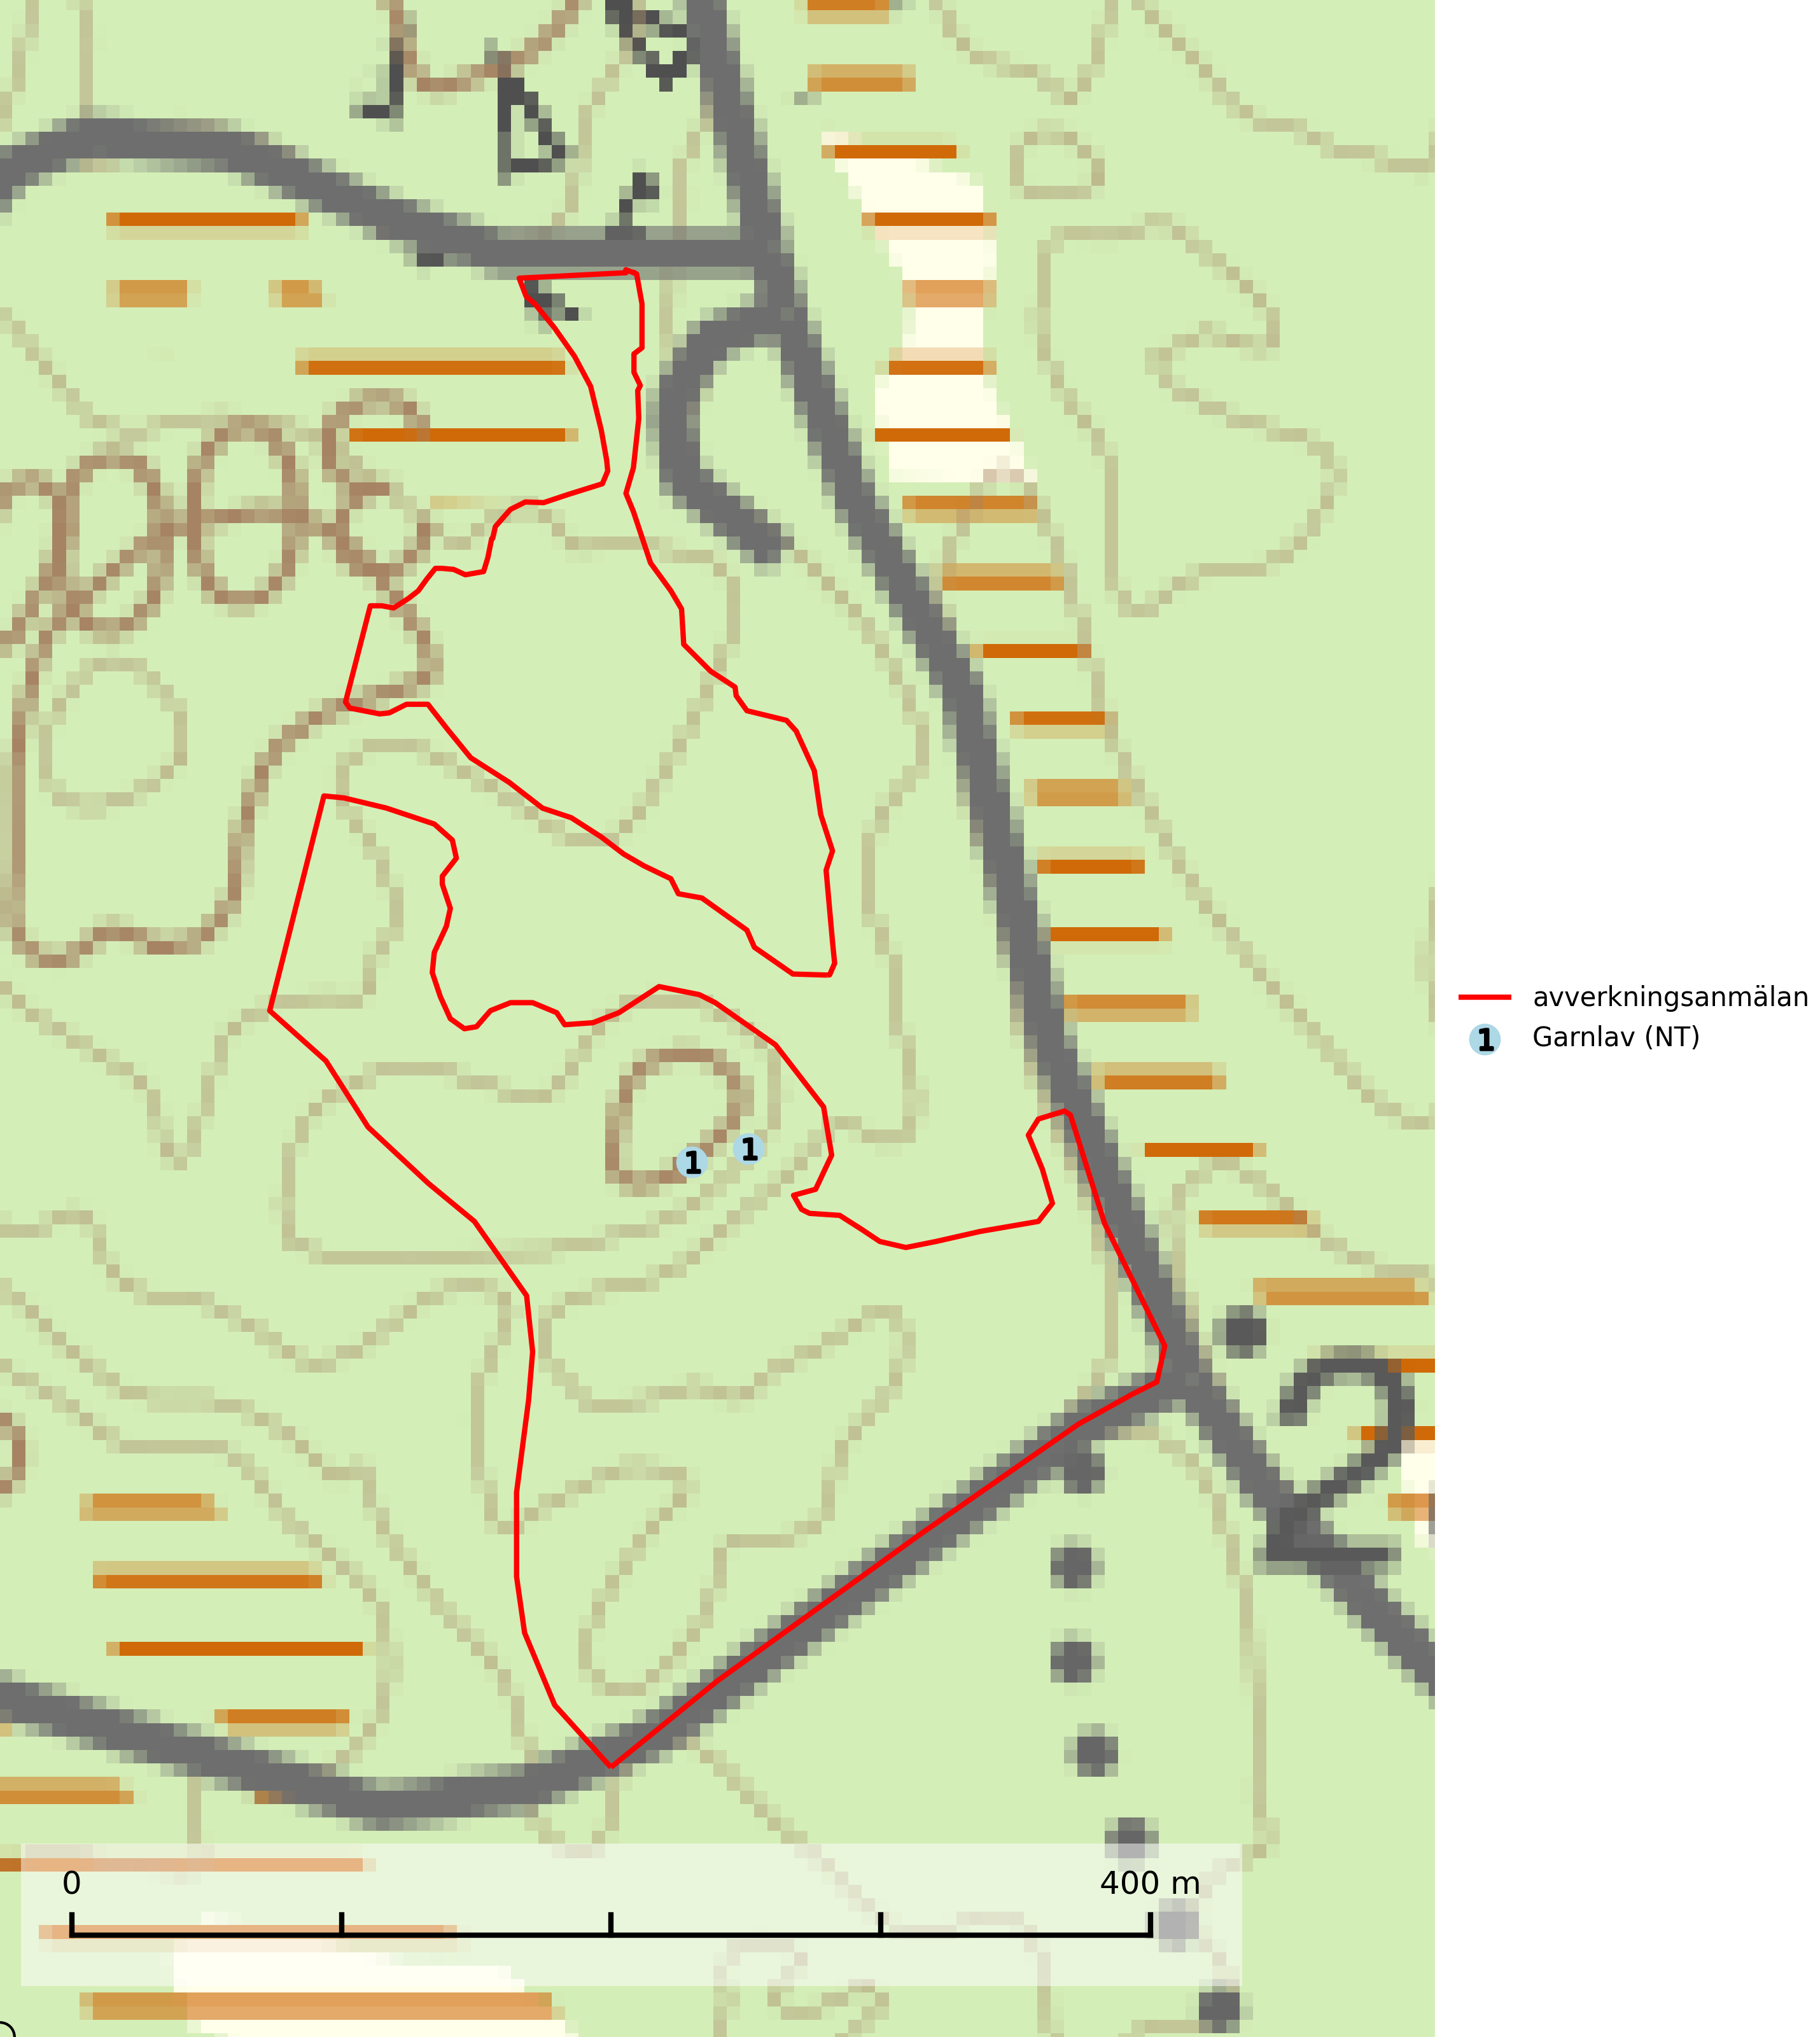 1 1
avverkningsanmälan
1 Garnlav (NT)
0 400 m